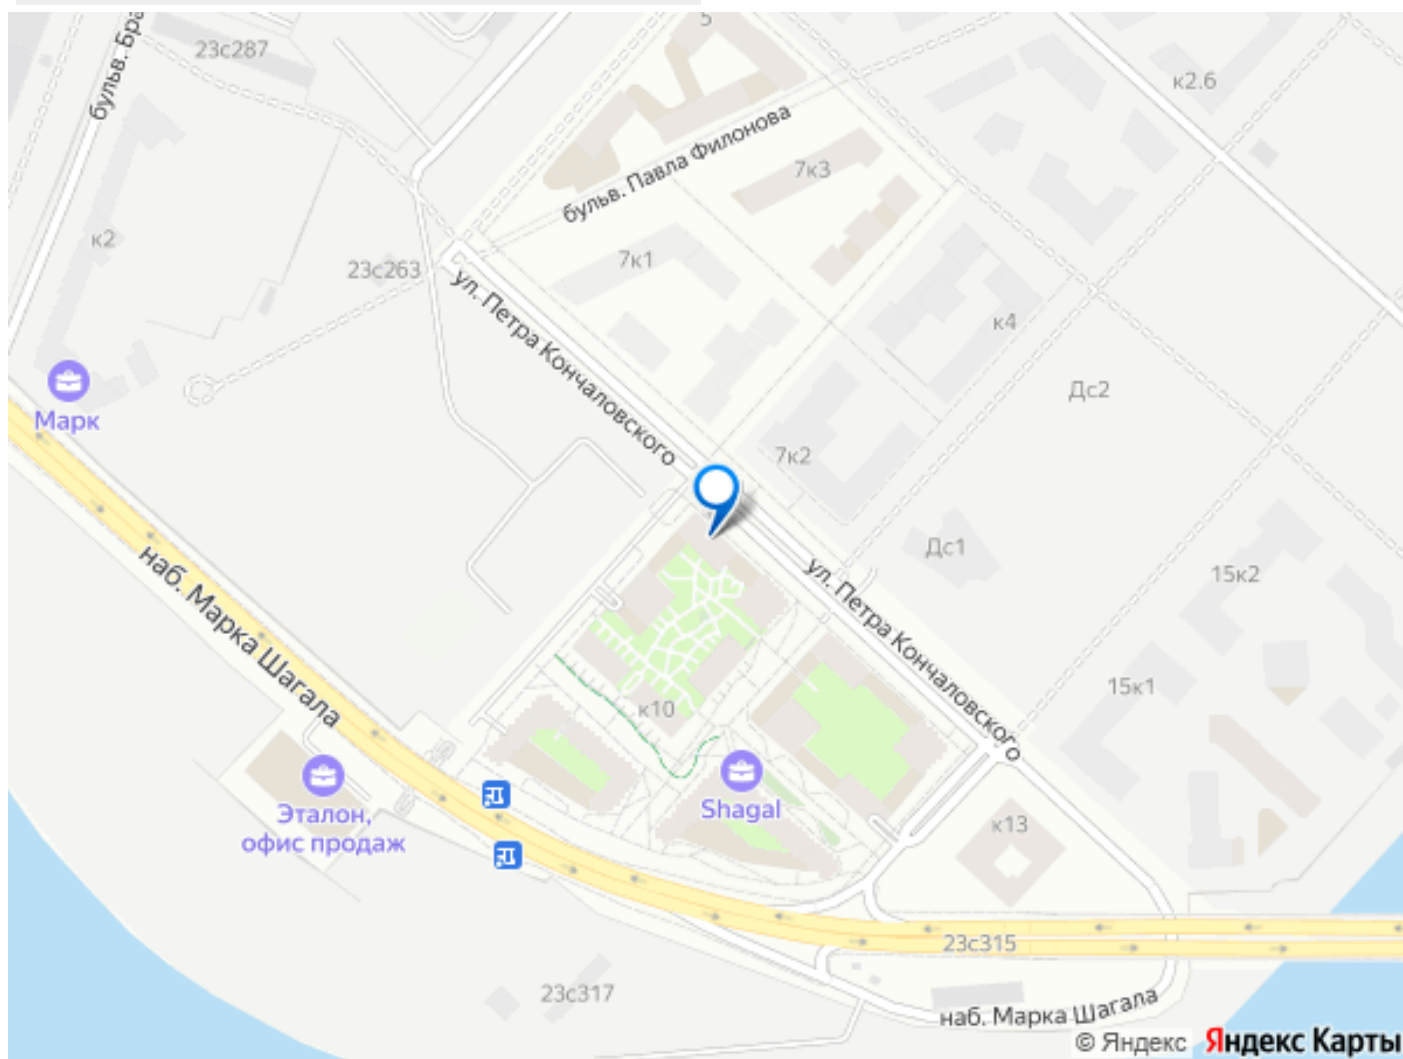 5
23с287
бульв. Бра
к2.6
бульв. Павла Филонова
7к3
к2
23с263
7к1
ул. Петра Кончаловского
к4
Дс2
Марк
7к2
Дс1
15к2
ул. Петра Кончаловского
наб. Марка Шагала
15к1
к10
Shagal
Эталон,
офис продаж
к13
23с315
23с317
наб. Марка Шагала
© Яндекс Яндекс Карты